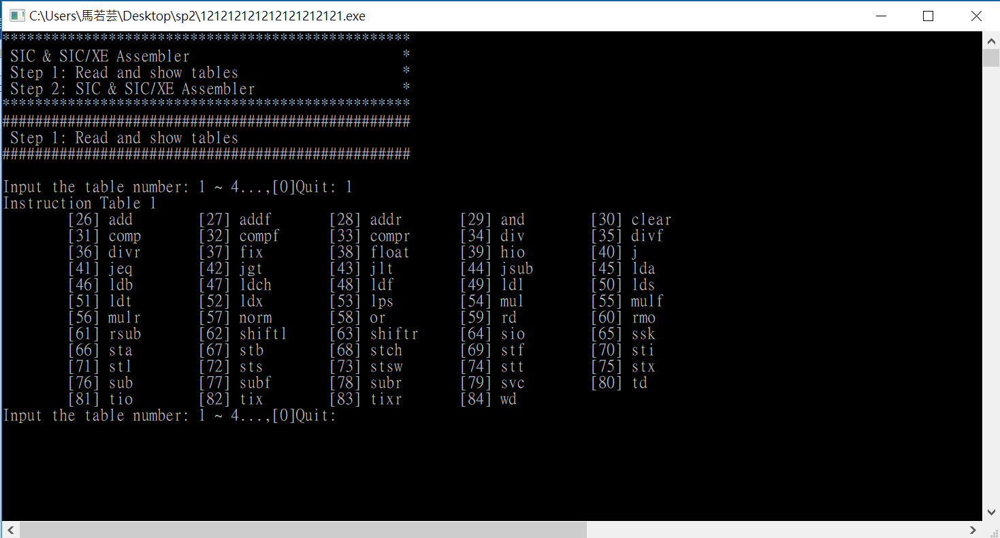 C:\Users\馬若芸\Desktop\sp2\121212121212121212121.exe
**************************************************
SIC & SIC/XE Assembler *
Step 1: Read and show tables *
Step 2: SIC & SIC/XE Assembler *
**************************************************
##################################################
Step 1: Read and show tables
##################################################
Input the table number: 1 ~ 4...,[0]Quit: 1
Instruction Table 1
[26] add [27] addf [28] addr [29] and [30] clear
[31] comp [32] compf [33] compr [34] div [35] divf
[36] divr [37] fix [38] float [39] hio [40] j
[41] jeq [42] jgt [43] jlt [44] jsub [45] lda
[46] ldb [47] ldch [48] ldf [49] ldl [50] lds
[51] ldt [52] ldx [53] lps [54] mul [55] mulf
[56] mulr [57] norm [58] or [59] rd [60] rmo
[61] rsub [62] shiftl [63] shiftr [64] sio [65] ssk
[66] sta [67] stb [68] stch [69] stf [70] sti
[71] stl [72] sts [73] stsw [74] stt [75] stx
[76] sub [77] subf [78] subr [79] svc [80] td
[81] tio [82] tix [83] tixr [84] wd
Input the table number: 1 ~ 4...,[0]Quit: